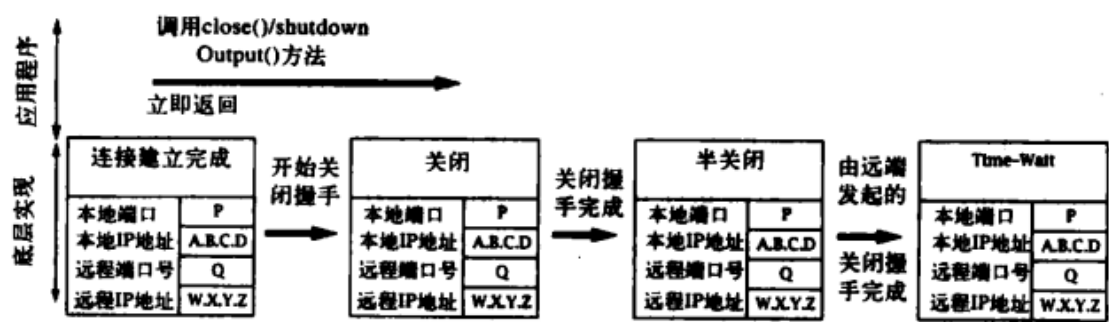 调用close()/shutdown
Output()方法
立即返回
应用程序
底层实现
连接建立完成
本地端口 P
本地IP地址 A.B.C.D
远程端口号 Q
远程IP地址 W.X.Y.Z
开始关
闭握手
关闭
本地端口 P
本地IP地址 A.B.C.D
远程端口号 Q
远程IP地址 W.X.Y.Z
关闭握
手完成
半关闭
本地端口 P
本地IP地址 A.B.C.D
远程端口号 Q
远程IP地址 W.X.Y.Z
由远端
发起的
关闭握
手完成
Time-Wait
本地端口 P
本地IP地址 A.B.C.D
远程端口号 Q
远程IP地址 W.X.Y.Z